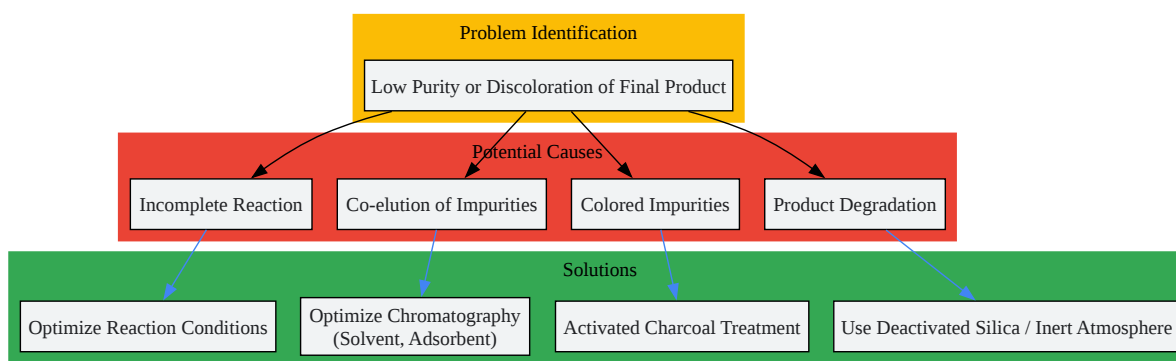 Problem Identification
Low Purity or Discoloration of Final Product
Potential Causes
Incomplete Reaction
Co-elution of Impurities
Colored Impurities
Product Degradation
Solutions
Optimize Reaction Conditions
Optimize Chromatography
(Solvent, Adsorbent)
Activated Charcoal Treatment
Use Deactivated Silica / Inert Atmosphere